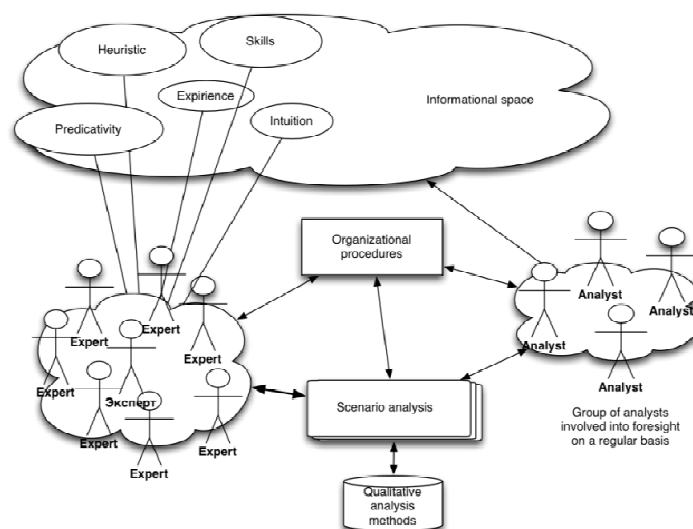 Heuristic
Skills
Expirience
Informational space
Predicativity
Intuition
Organizational
procedures
Analyst
Analyst
Analyst
Analyst
Expert
Expert
Expert
Expert
Эксперт
Expert
Expert
Expert
Scenario analysis
Group of analysts
involved into foresight
on a regular basis
Qualitative
analysis
methods